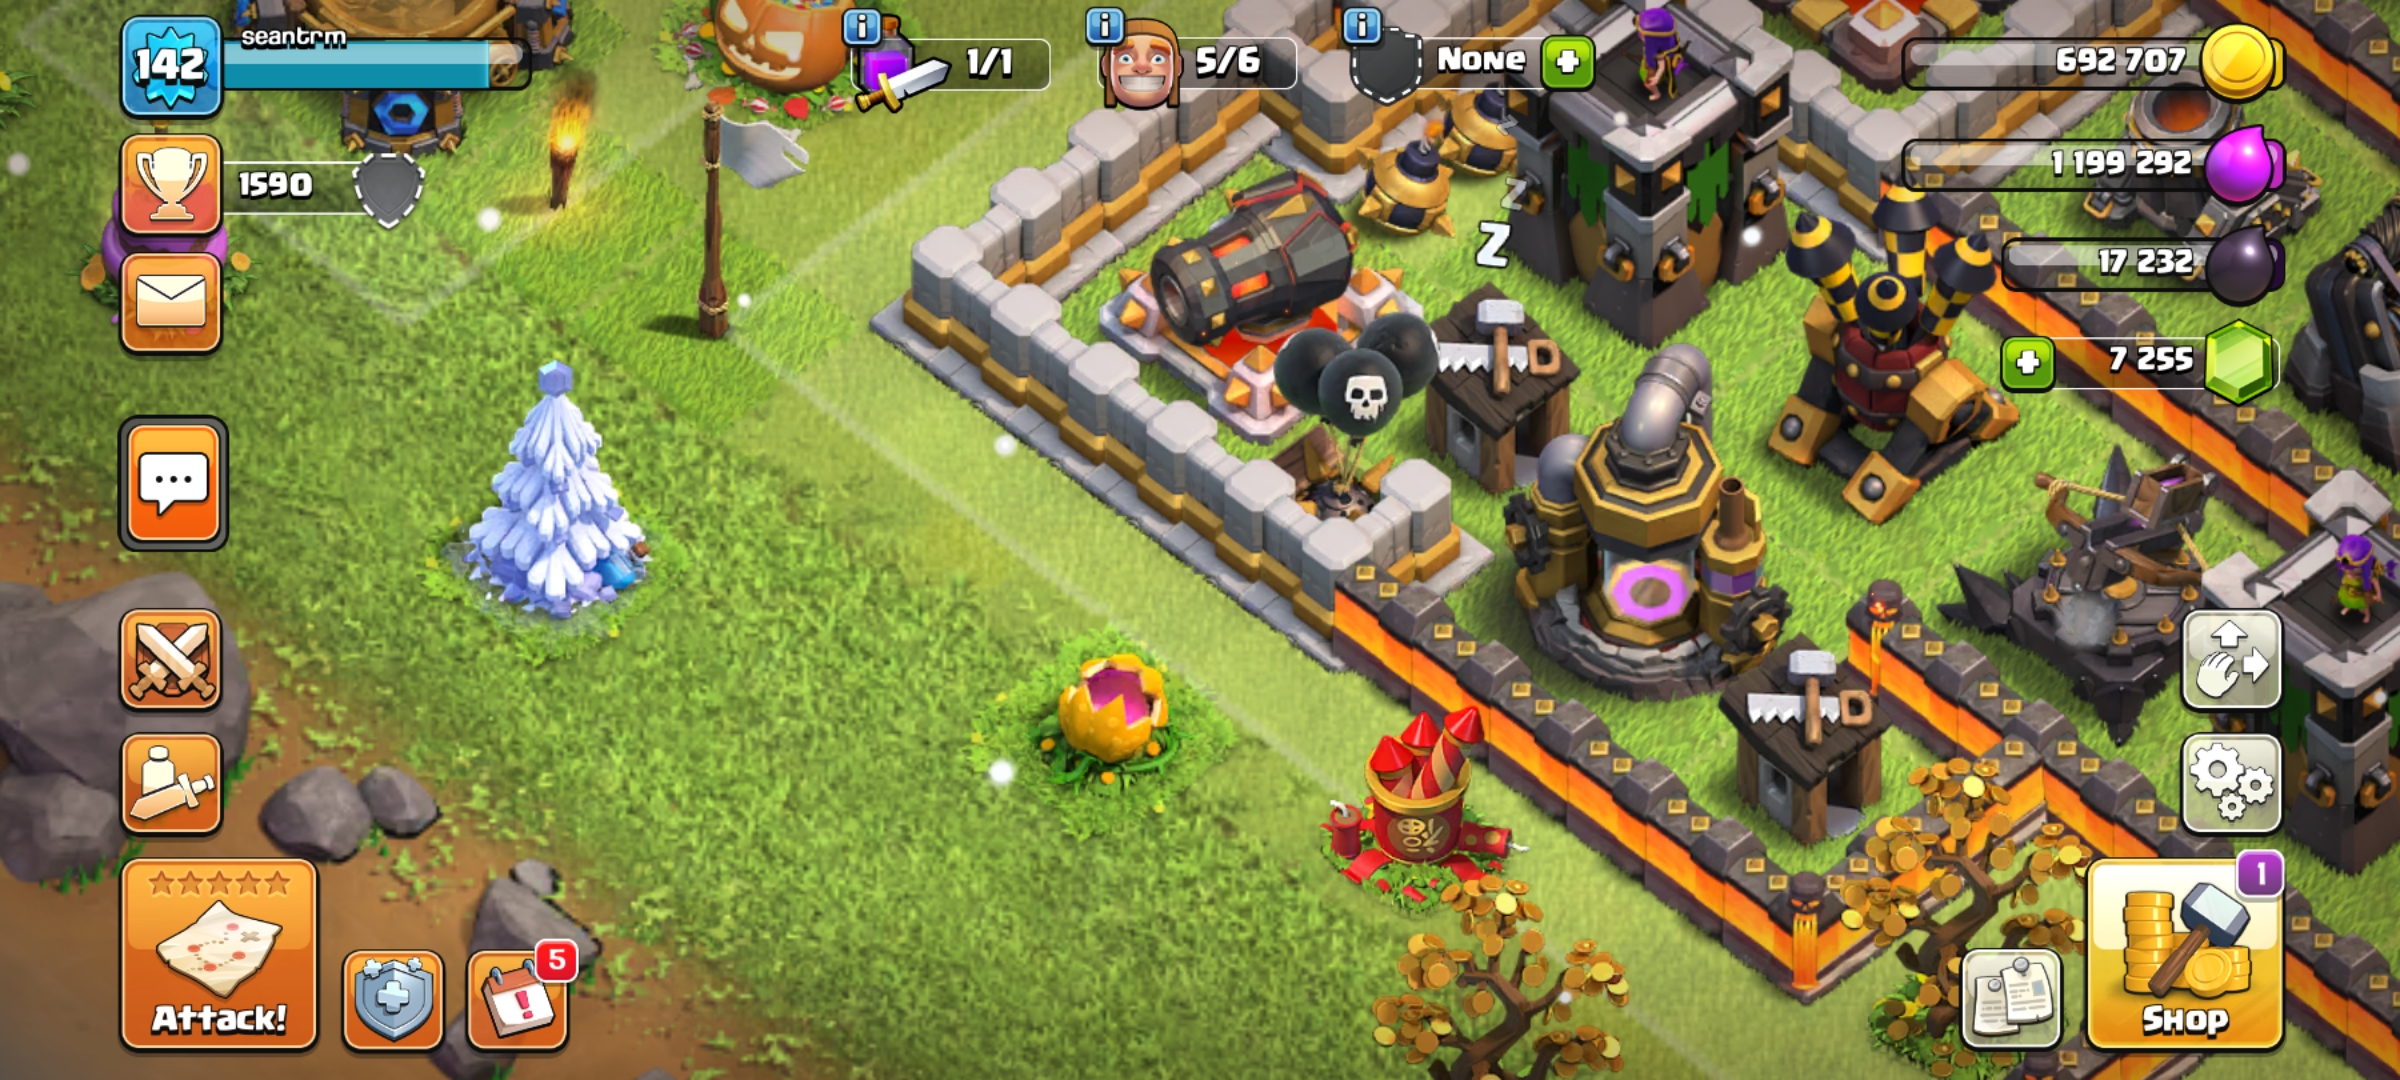 142
seantrm
1/1
5/6
None
692 707
1590
1 199 292
17 232
7 255
Z
Z
Z
5
1
Attack!
Shop